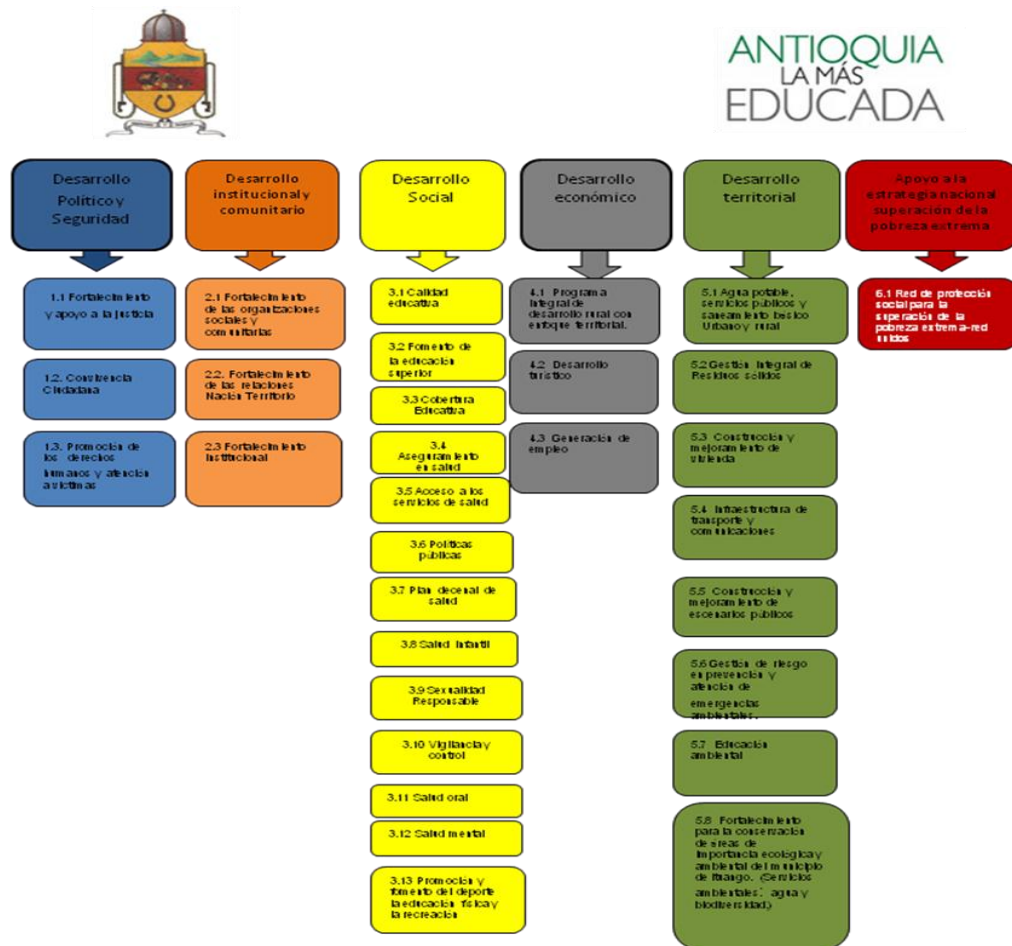 ANTIOQUIA
LA MÁS
EDUCADA
Desarrollo
Político y
Seguridad
1.1 Fortalecimiento
y apoyo a la justicia
1.2. Convivencia
Ciudadana
1.3. Promoción de
los derechos
humanos y atención
a víctimas
Desarrollo
institucional y
comunitario
2.1 Fortalecimiento
de las organizaciones
sociales y
comunitarias
2.2. Fortalecimiento
de las relaciones
Nación Territorio
2.3 Fortalecimiento
Institucional
Desarrollo
Social
3.1 Calidad
educativa
3.2 Fomento de
la educación
superior
3.3 Cobertura
Educativa
3.4
Aseguramiento
en salud
3.5 Acceso a los
servicios de salud
3.6 Políticas
públicas
3.7 Plan decenal de
salud
3.8 Salud infantil
3.9 Sexualidad
Responsable
3.10 Vigilancia y
control
3.11 Salud oral
3.12 Salud mental
3.13 Promoción y
fomento del deporte
la educación física y
la recreación
Desarrollo
económico
4.1 Programa
Integral de
desarrollo rural con
enfoque territorial.
4.2 Desarrollo
turístico
4.3 Generación de
empleo
Desarrollo
territorial
5.1 Agua potable,
servicios públicos y
saneamiento básico
Urbano y rural
5.2 Gestión Integral de
Residuos sólidos
5.3 Construcción y
mejoramiento de
vivienda
5.4 Infraestructura de
transporte y
comunicaciones
5.5 Construcción y
mejoramiento de
escenarios públicos
5.6 Gestión de riesgo
en prevención y
atención de
emergencias
ambientales.
5.7 Educación
ambiental
5.8 Fortalecimiento
para la conservación
de áreas de
importancia ecológica y
ambiental del municipio
de Ituango. (Servicios
ambientales: agua y
biodiversidad)
Apoyo a la
estrategia nacional
superación de la
pobreza extrema
6.1 Red de protección
social para la
superación de la
pobreza extrema-red
unidos